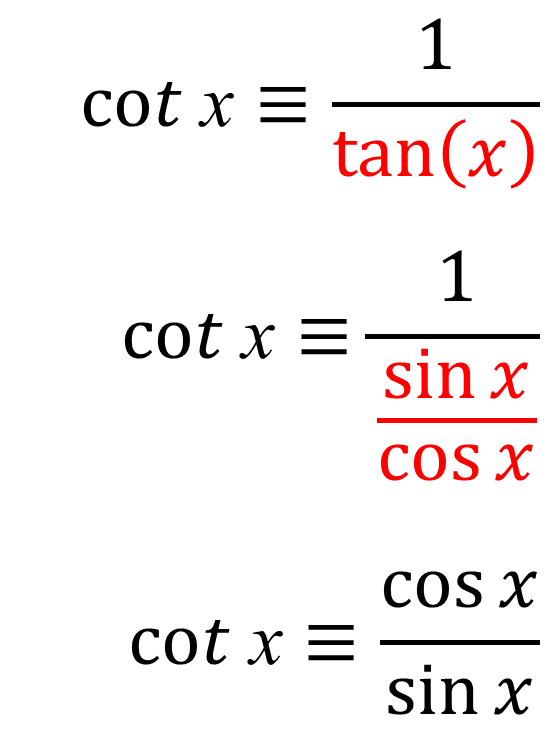 cot x ≡ 1/tan(x)
cot x ≡ 1/(sin x/cos x)
cot x ≡ cos x/sin x